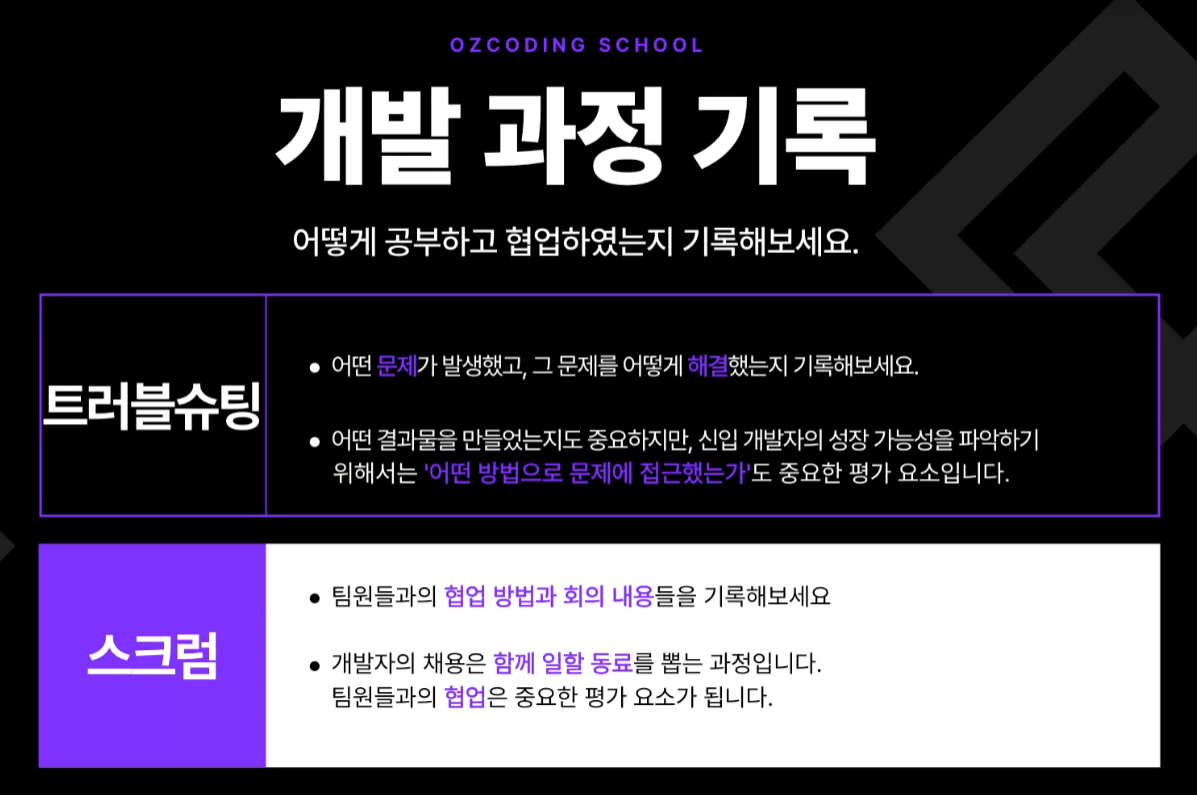 OZCODING SCHOOL
개발 과정 기록
어떻게 공부하고 협업하였는지 기록해보세요.
트러블슈팅
• 어떤 문제가 발생했고, 그 문제를 어떻게 해결했는지 기록해보세요.
• 어떤 결과물을 만들었는지도 중요하지만, 신입 개발자의 성장 가능성을 파악하기
위해서는 '어떤 방법으로 문제에 접근했는가'도 중요한 평가 요소입니다.
스크럼
• 팀원들과의 협업 방법과 회의 내용들을 기록해보세요
• 개발자의 채용은 함께 일할 동료를 뽑는 과정입니다.
팀원들과의 협업은 중요한 평가 요소가 됩니다.